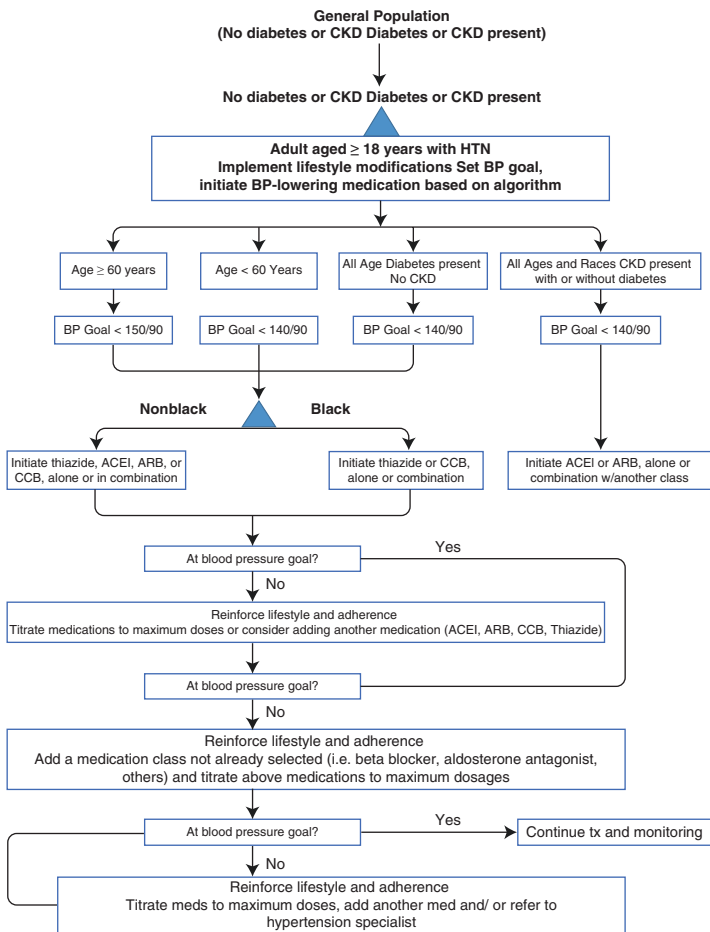 General Population
(No diabetes or CKD Diabetes or CKD present)
No diabetes or CKD Diabetes or CKD present
Adult aged ≥ 18 years with HTN
Implement lifestyle modifications Set BP goal,
initiate BP-lowering medication based on algorithm
Age ≥ 60 years
Age < 60 Years
All Age Diabetes present
No CKD
All Ages and Races CKD present
with or without diabetes
BP Goal < 150/90
BP Goal < 140/90
BP Goal < 140/90
BP Goal < 140/90
Nonblack
Black
Initiate thiazide, ACEI, ARB, or
CCB, alone or in combination
Initiate thiazide or CCB,
alone or combination
Initiate ACEI or ARB, alone or
combination w/another class
At blood pressure goal?
Yes
No
Reinforce lifestyle and adherence
Titrate medications to maximum doses or consider adding another medication (ACEI, ARB, CCB, Thiazide)
At blood pressure goal?
No
Reinforce lifestyle and adherence
Add a medication class not already selected (i.e. beta blocker, aldosterone antagonist,
others) and titrate above medications to maximum dosages
At blood pressure goal?
Yes
Continue tx and monitoring
No
Reinforce lifestyle and adherence
Titrate meds to maximum doses, add another med and/ or refer to
hypertension specialist